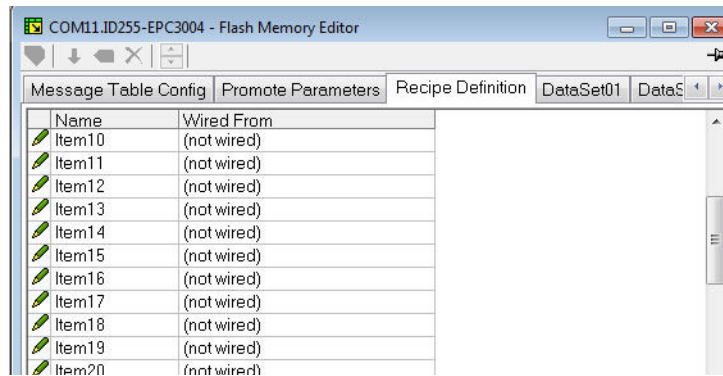 COM11.ID255-EPC3004 - Flash Memory Editor
Message Table Config Promote Parameters Recipe Definition DataSet01 DataS
Name Wired From
Item10 (not wired)
Item11 (not wired)
Item12 (not wired)
Item13 (not wired)
Item14 (not wired)
Item15 (not wired)
Item16 (not wired)
Item17 (not wired)
Item18 (not wired)
Item19 (not wired)
Item20 (not wired)